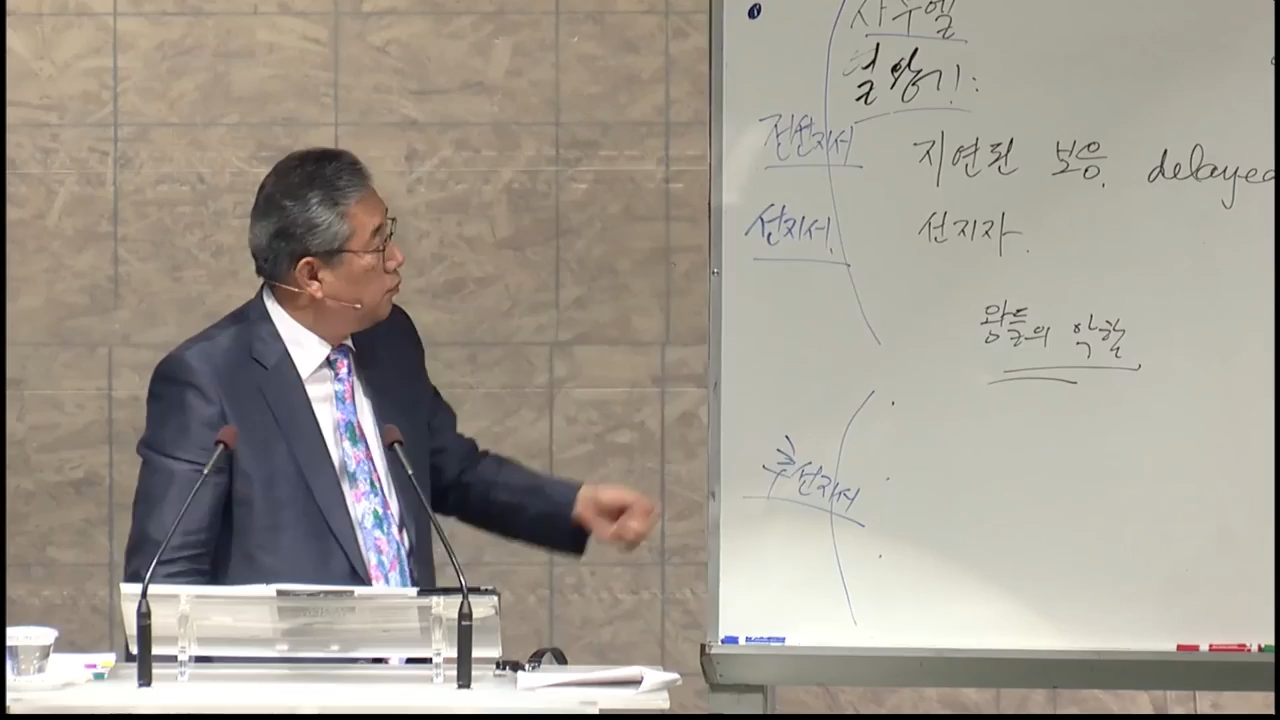 사무엘
열왕기:
전선지서
지연된 보응. delayed
선지서.
선지자.
왕들의 악함
후선지서